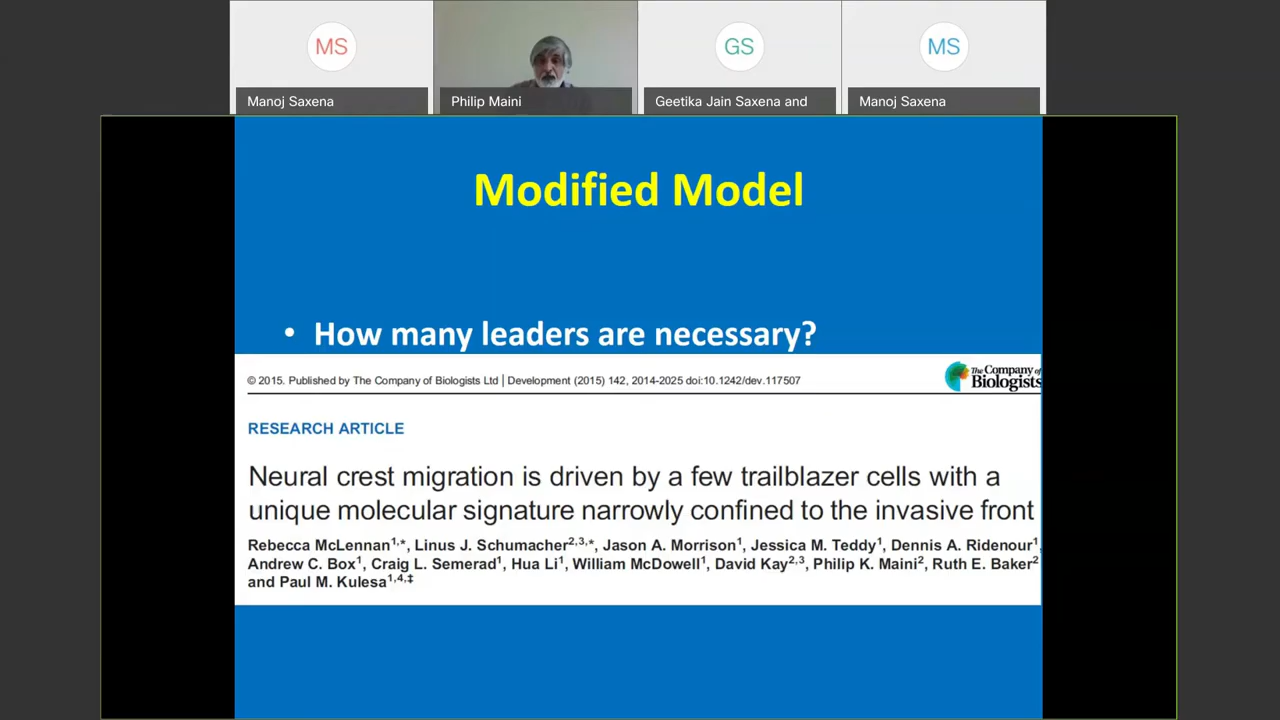 MS
GS
MS
Manoj Saxena
Philip Maini
Geetika Jain Saxena and
Manoj Saxena
Modified Model
• How many leaders are necessary?
© 2015. Published by The Company of Biologists Ltd | Development (2015) 142, 2014-2025 doi:10.1242/dev.117507
The Company of
Biologists
RESEARCH ARTICLE
Neural crest migration is driven by a few trailblazer cells with a
unique molecular signature narrowly confined to the invasive front
Rebecca McLennan1,*, Linus J. Schumacher2,3,*, Jason A. Morrison1, Jessica M. Teddy1, Dennis A. Ridenour1,
Andrew C. Box1, Craig L. Semerad1, Hua Li1, William McDowell1, David Kay2,3, Philip K. Maini2, Ruth E. Baker2
and Paul M. Kulesa1,4,‡